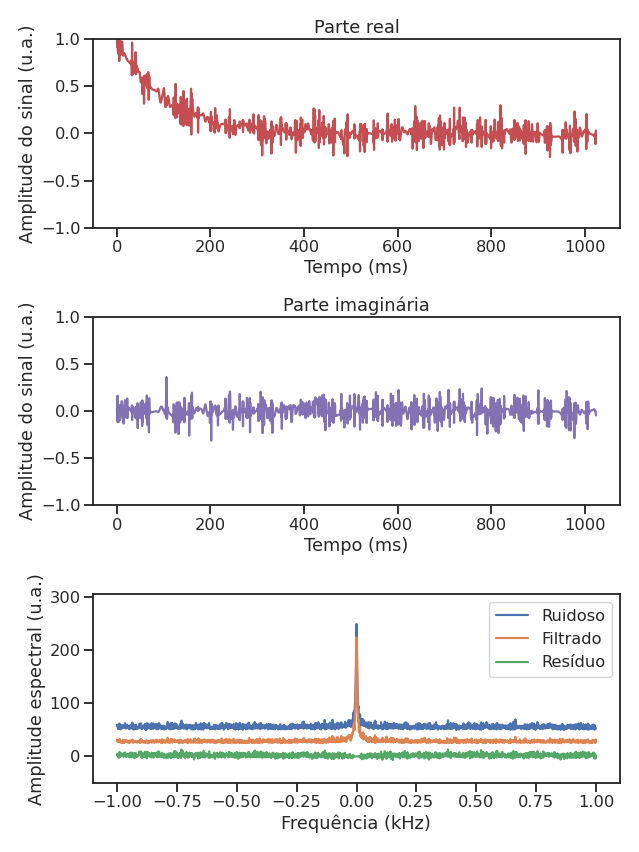 Parte real
Amplitude do sinal (u.a.)
1.0
0.5
0.0
−0.5
−1.0
0 200 400 600 800 1000
Tempo (ms)
Parte imaginária
Amplitude do sinal (u.a.)
1.0
0.5
0.0
−0.5
−1.0
0 200 400 600 800 1000
Tempo (ms)
Amplitude espectral (u.a.)
300
200
100
0
Ruidoso
Filtrado
Resíduo
−1.00 −0.75 −0.50 −0.25 0.00 0.25 0.50 0.75 1.00
Frequência (kHz)